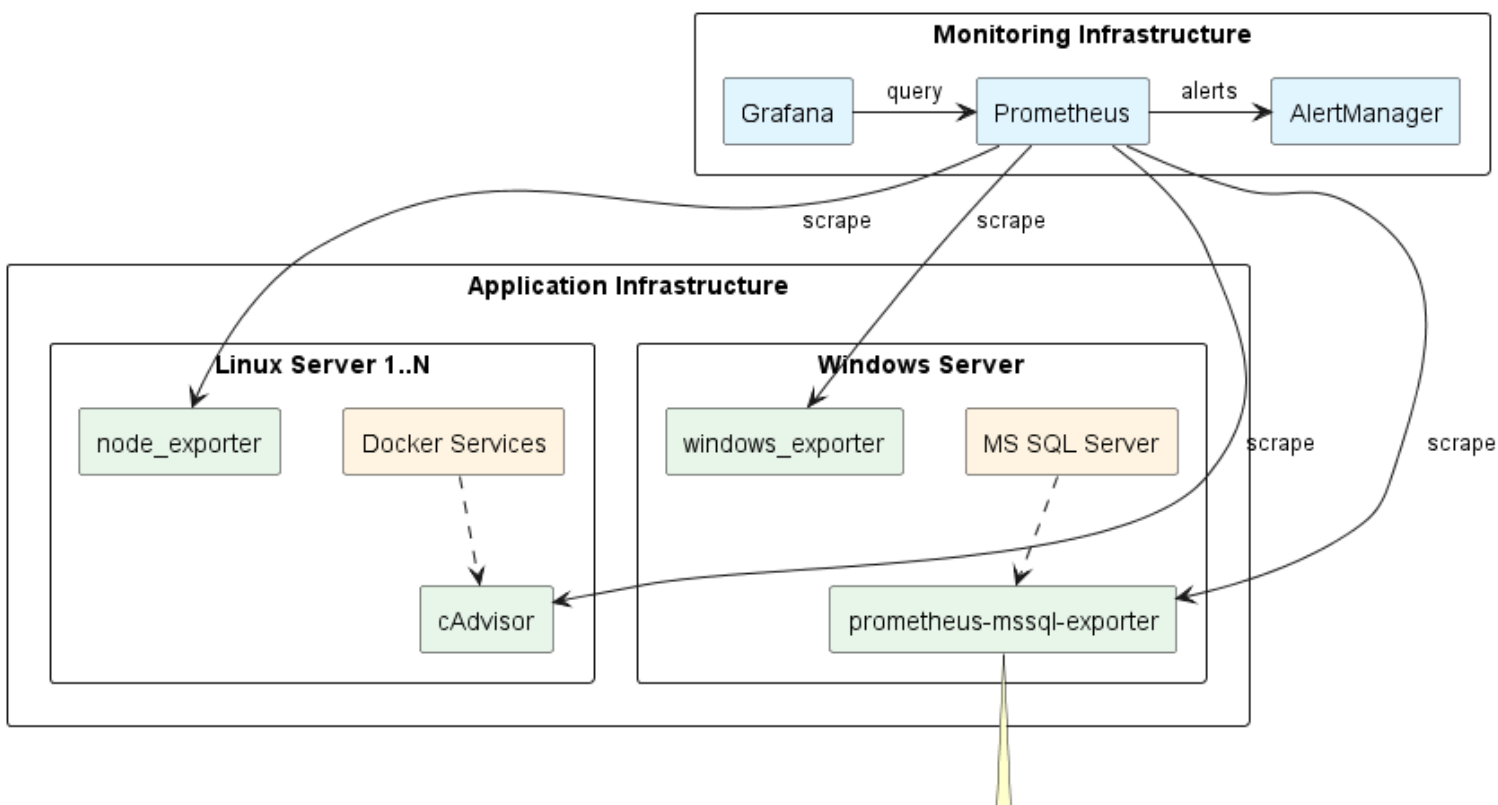 Monitoring Infrastructure
Grafana
query
Prometheus
alerts
AlertManager
scrape
scrape
Application Infrastructure
Linux Server 1..N
Windows Server
node_exporter
Docker Services
windows_exporter
MS SQL Server
scrape
scrape
cAdvisor
prometheus-mssql-exporter